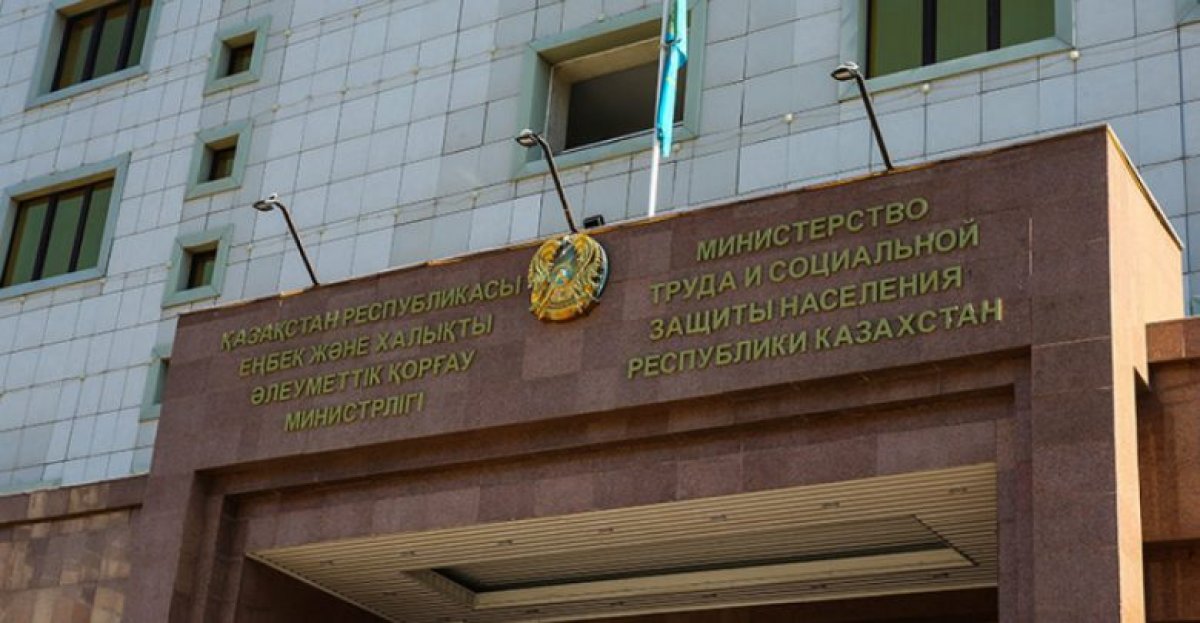 ҚАЗАҚСТАН РЕСПУБЛИКАСЫ
ЕҢБЕК ЖӘНЕ ХАЛЫҚТЫ
ӘЛЕУМЕТТІК ҚОРҒАУ
МИНИСТРЛІГІ
МИНИСТЕРСТВО
ТРУДА И СОЦИАЛЬНОЙ
ЗАЩИТЫ НАСЕЛЕНИЯ
РЕСПУБЛИКИ КАЗАХСТАН